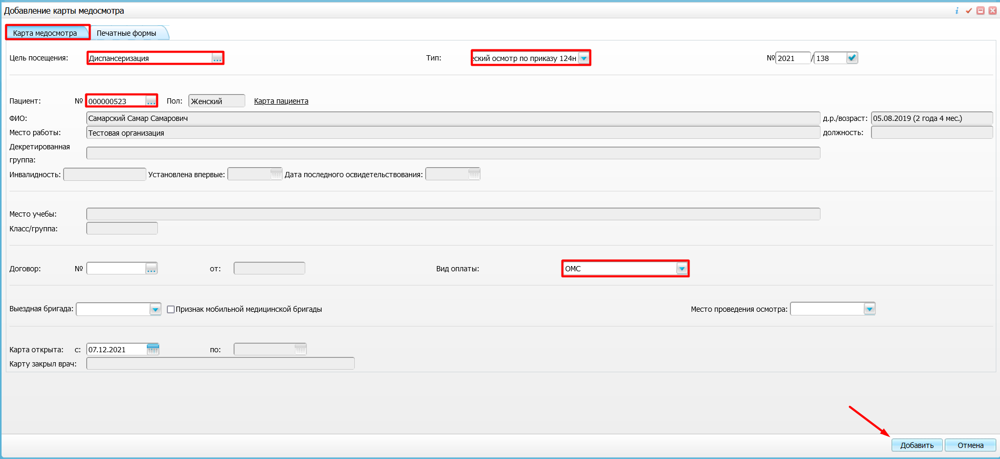 Добавление карты медосмотра
Карта медосмотра Печатные формы
Цель посещения: Диспансеризация ... Тип: еский осмотр по приказу 124н № 2021 / 138
Пациент: № 000000523 ... Пол: Женский Карта пациента
ФИО: Самарский Самар Самарович д.р./возраст: 05.08.2019 (2 года 4 мес.)
Место работы: Тестовая организация должность:
Декретированная
группа:
Инвалидность: Установлена впервые: Дата последнего освидетельствования:
Место учебы:
Класс/группа:
Договор: № ... от: Вид оплаты: ОМС
Выездная бригада: Признак мобильной медицинской бригады Место проведения осмотра:
Карта открыта: с: 07.12.2021 по:
Карту закрыл врач:
Добавить Отмена